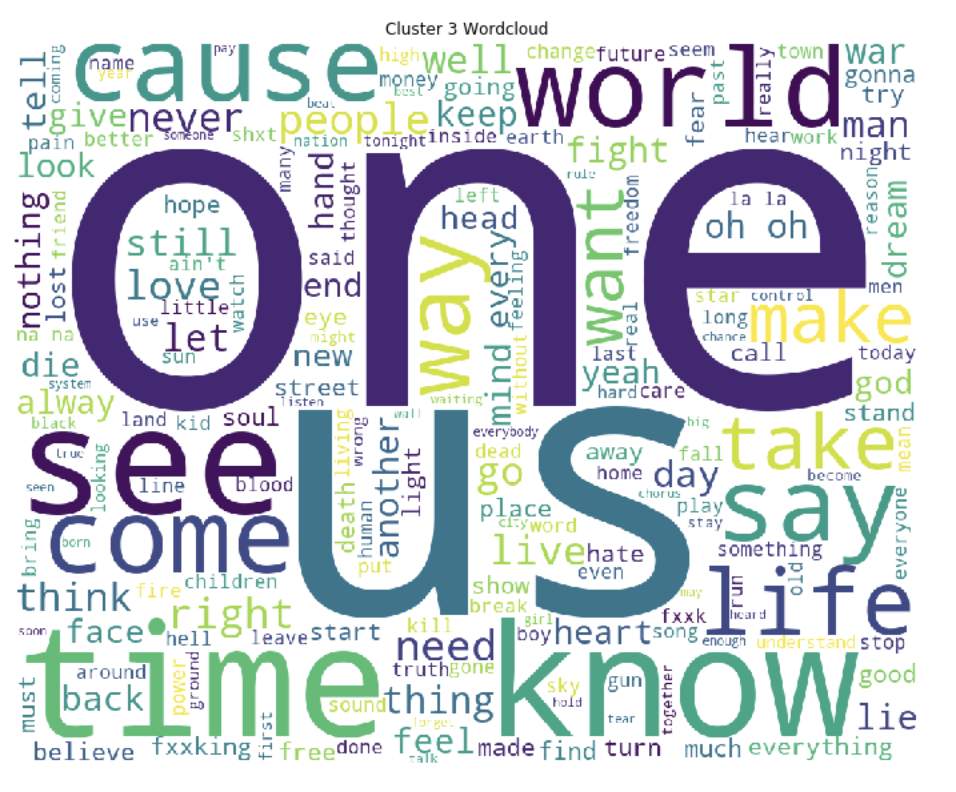 Cluster 3 Wordcloud
tell
coming
name
year
cause
pay
high
money
best
well
going
change
future
seem
past
really
town
war
gonna
try
world
give
never
people
beat
keep
fear
man
pain
better
someone
shxt
nation
tonight
inside
earth
hear
work
night
look
many
hand
thought
fight
rule
reason
nothing
friend
lost
hope
still
ain't
love
little
watch
use
let
sun
one
said
end
left
head
way
mind
every
feeling
without
want
freedom
real
la la
oh oh
dream
men
star
control
long
make
chance
call
today
na na
eye
might
new
die
system
street
listen
waiting
last
yeah
hard
care
god
alway
black
land
kid
soul
us
living
wrong
wall
another
light
everybody
dead
go
big
away
fall
take
stand
mean
home
day
become
see
true
seen
looking
line
blood
death
human
put
place
city
word
chorus
play
stay
say
everyone
come
born
bring
live
hate
even
something
old
think
fire
children
show
break
girl
may
run
life
heard
right
kill
fxxk
soon
face
hell
leave
start
need
boy
heart
song
enough
understand
stop
time
around
back
power
ground
truth
gone
thing
sound
know
sky
hold
gun
tear
together
good
must
lie
believe
fxxking
first
free
done
forget
feel
talk
made
find
turn
much
everything